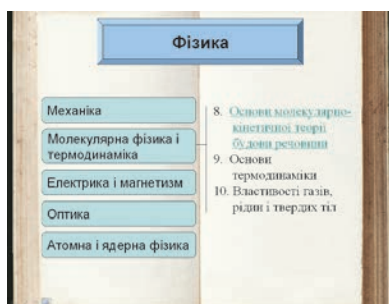 Фізика
Механіка
Молекулярна фізика і
термодинаміка
Електрика і магнетизм
Оптика
Атомна і ядерна фізика
8. Основи молекулярно-
кінетичної теорії
будови речовини
9. Основи
термодинаміки
10. Властивості газів,
рідин і твердих тіл